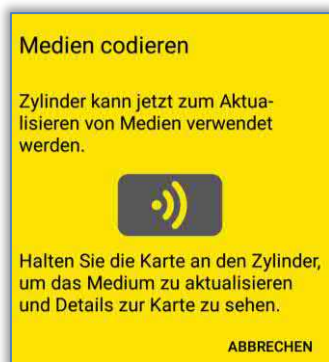 Medien codieren
Zylinder kann jetzt zum Aktua-
lisieren von Medien verwendet
werden.
Halten Sie die Karte an den Zylinder,
um das Medium zu aktualisieren
und Details zur Karte zu sehen.
ABBRECHEN